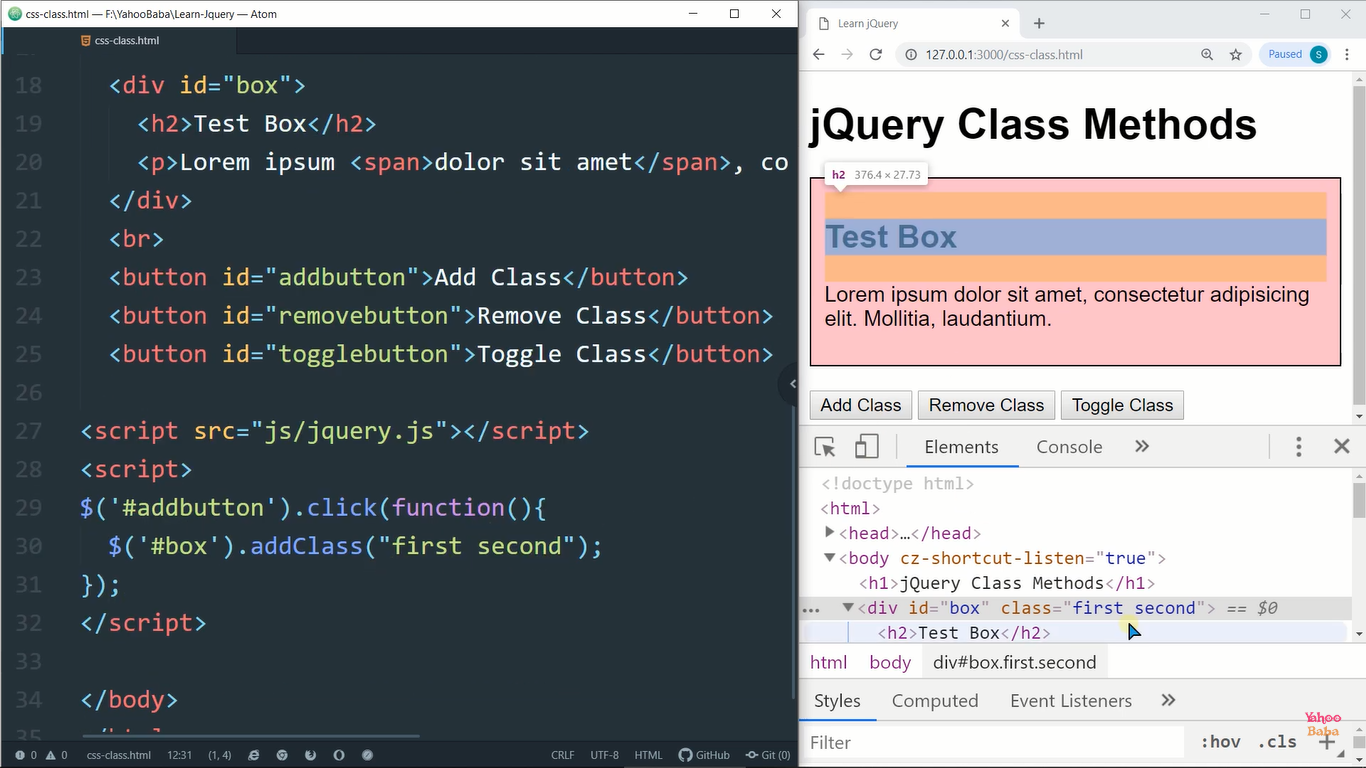 css-class.html — F:\YahooBaba\Learn-Jquery — Atom
css-class.html
18 <div id="box">
19 <h2>Test Box</h2>
20 <p>Lorem ipsum <span>dolor sit amet</span>, co
21 </div>
22 <br>
23 <button id="addbutton">Add Class</button>
24 <button id="removebutton">Remove Class</button>
25 <button id="togglebutton">Toggle Class</button>
26
27 <script src="js/jquery.js"></script>
28 <script>
29 $('#addbutton').click(function(){
30 $('#box').addClass("first second");
31 });
32 </script>
33
34 </body>
0 0 css-class.html 12:31 (1, 4) CRLF UTF-8 HTML GitHub Git (0)
Learn jQuery
127.0.0.1:3000/css-class.html Paused S
jQuery Class Methods
h2 376.4 × 27.73
Test Box
Lorem ipsum dolor sit amet, consectetur adipisicing
elit. Mollitia, laudantium.
Add Class Remove Class Toggle Class
Elements Console »
<!doctype html>
<html>
<head>…</head>
<body cz-shortcut-listen="true">
<h1>jQuery Class Methods</h1>
… <div id="box" class="first second"> == $0
<h2>Test Box</h2>
html body div#box.first.second
Styles Computed Event Listeners »
Filter :hov .cls +
Yahoo
Baba